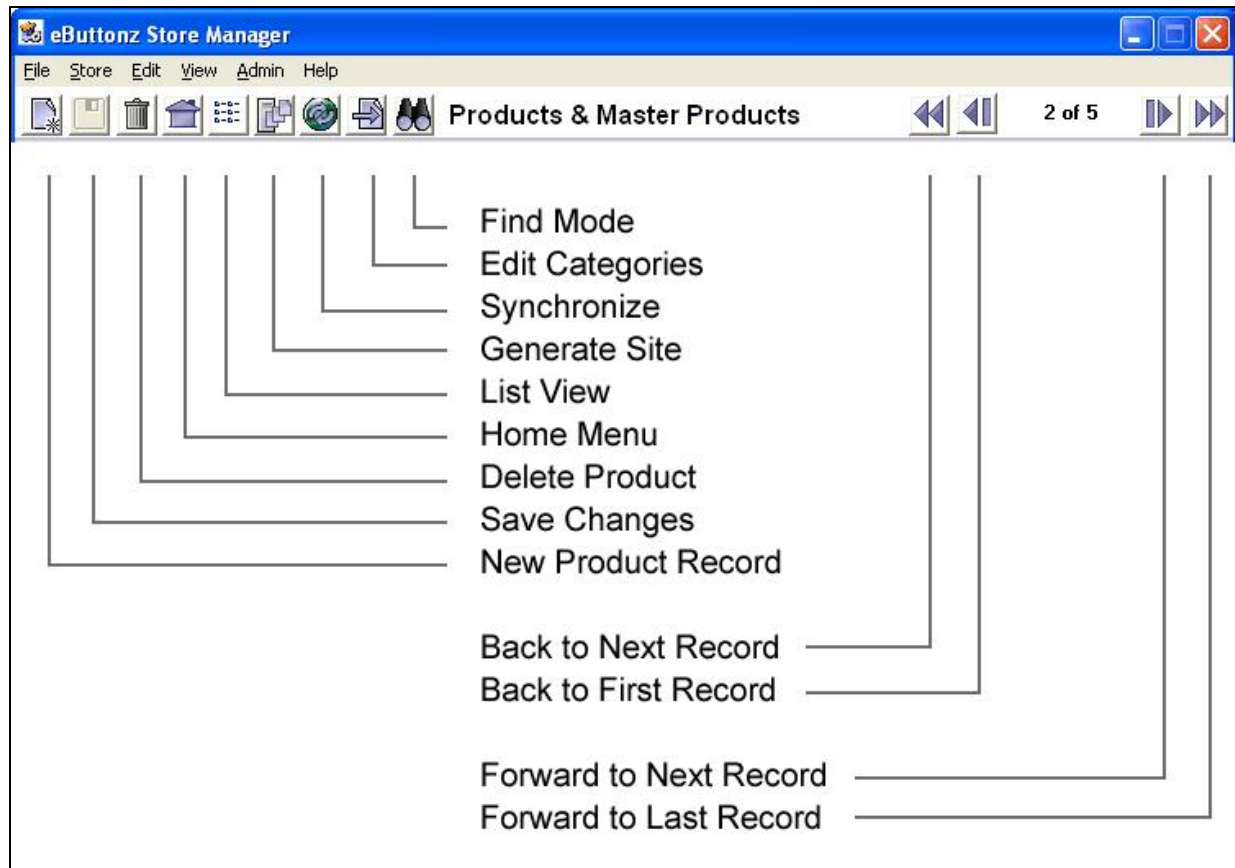 eButtonz Store Manager
File Store Edit View Admin Help
Products & Master Products 2 of 5
Find Mode
Edit Categories
Synchronize
Generate Site
List View
Home Menu
Delete Product
Save Changes
New Product Record
Back to Next Record
Back to First Record
Forward to Next Record
Forward to Last Record